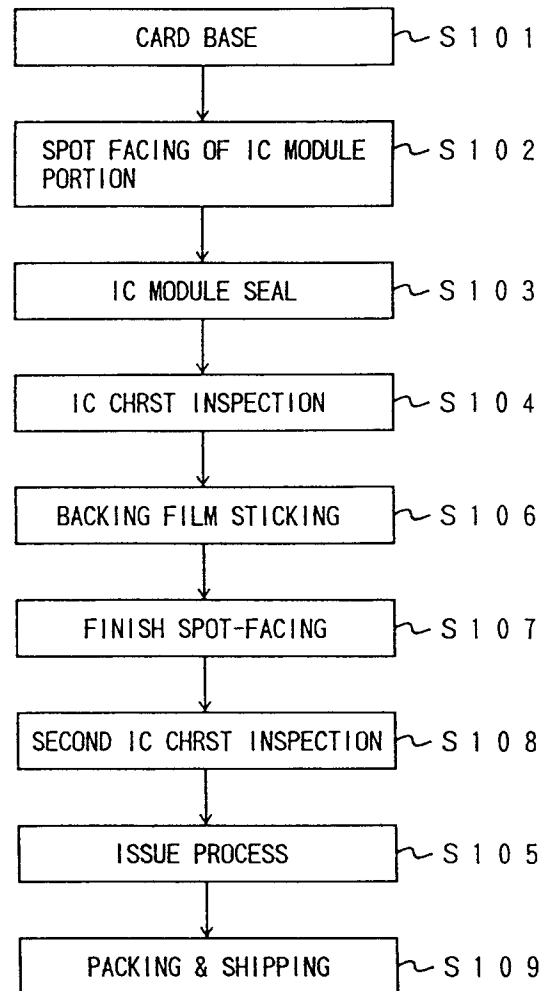 CARD BASE
S101
SPOT FACING OF IC MODULE
PORTION
S102
IC MODULE SEAL
S103
IC CHRST INSPECTION
S104
BACKING FILM STICKING
S106
FINISH SPOT-FACING
S107
SECOND IC CHRST INSPECTION
S108
ISSUE PROCESS
S105
PACKING & SHIPPING
S109